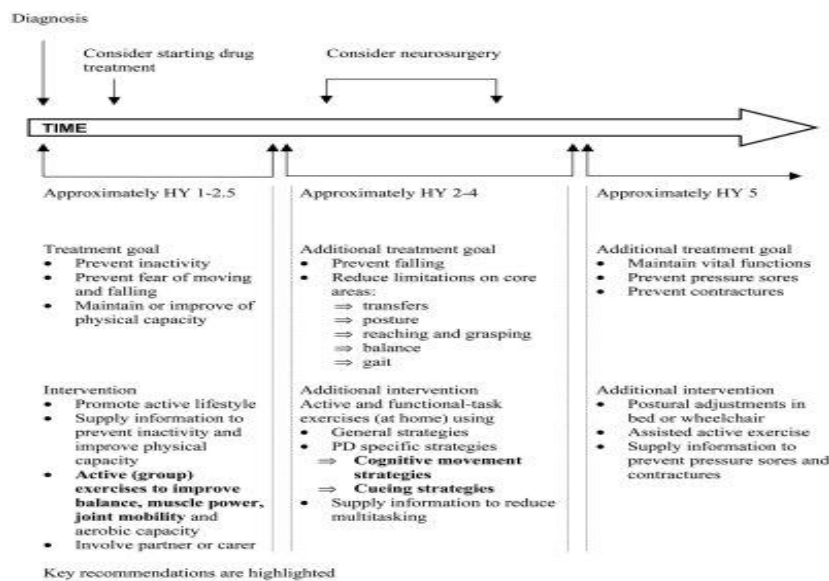 Diagnosis
Consider starting drug treatment
Consider neurosurgery
TIME
Approximately HY 1-2.5
Treatment goal
• Prevent inactivity
• Prevent fear of moving
and falling
• Maintain or improve of
physical capacity
Intervention
• Promote active lifestyle
• Supply information to
prevent inactivity and
improve physical
capacity
• Active (group)
exercises to improve
balance, muscle power,
joint mobility and
aerobic capacity
• Involve partner or carer
Approximately HY 2-4
Additional treatment goal
• Prevent falling
• Reduce limitations on core
areas:
⇒ transfers
⇒ posture
⇒ reaching and grasping
⇒ balance
⇒ gait
Additional intervention
Active and functional-task
exercises (at home) using
• General strategies
• PD specific strategies
⇒ Cognitive movement
strategies
⇒ Cueing strategies
• Supply information to reduce
multitasking
Approximately HY 5
Additional treatment goal
• Maintain vital functions
• Prevent pressure sores
• Prevent contractures
Additional intervention
• Postural adjustments in
bed or wheelchair
• Assisted active exercise
• Supply information to
prevent pressure sores and
contractures
Key recommendations are highlighted